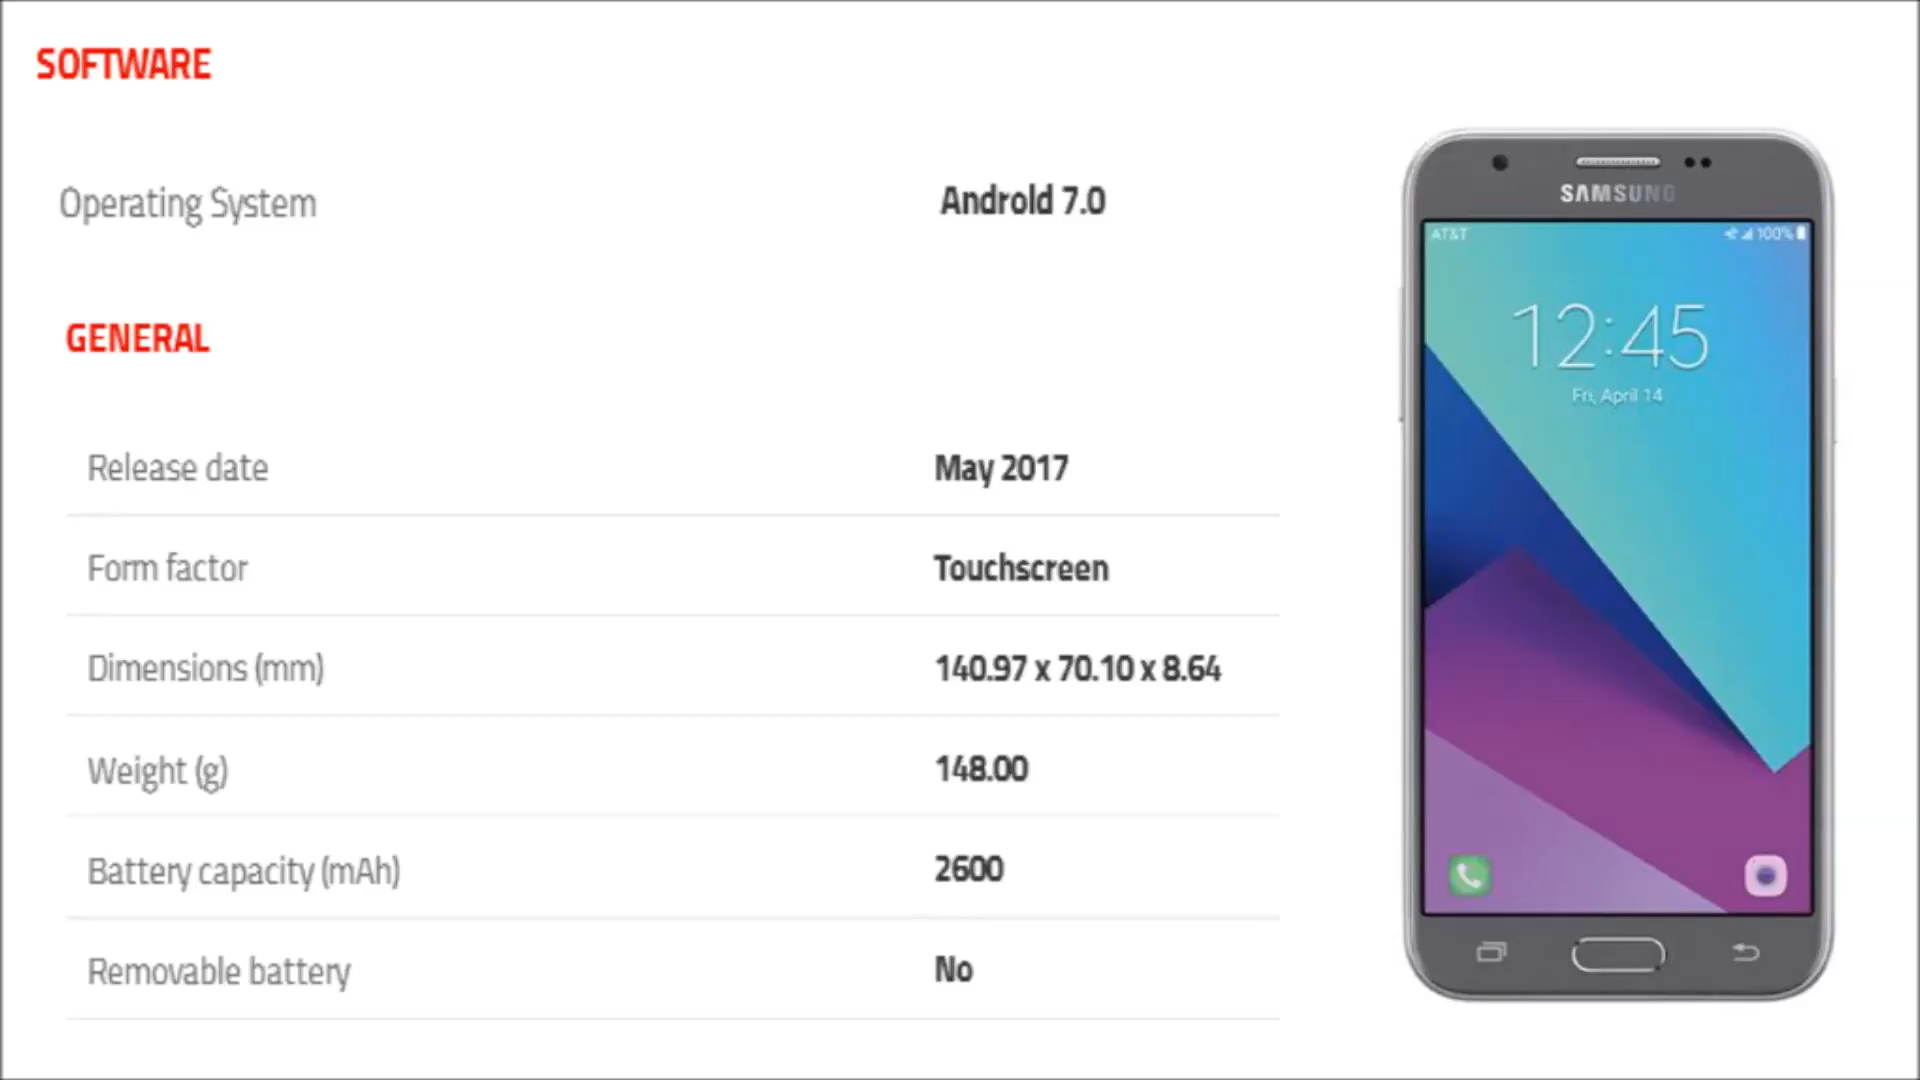 SOFTWARE
Operating System Androld 7.0
GENERAL
Release date May 2017
Form factor Touchscreen
Dimensions (mm) 140.97 x 70.10 x 8.64
Weight (g) 148.00
Battery capacity (mAh) 2600
Removable battery No
SAMSUNG
AT&T 100%
12:45
Fri, April 14